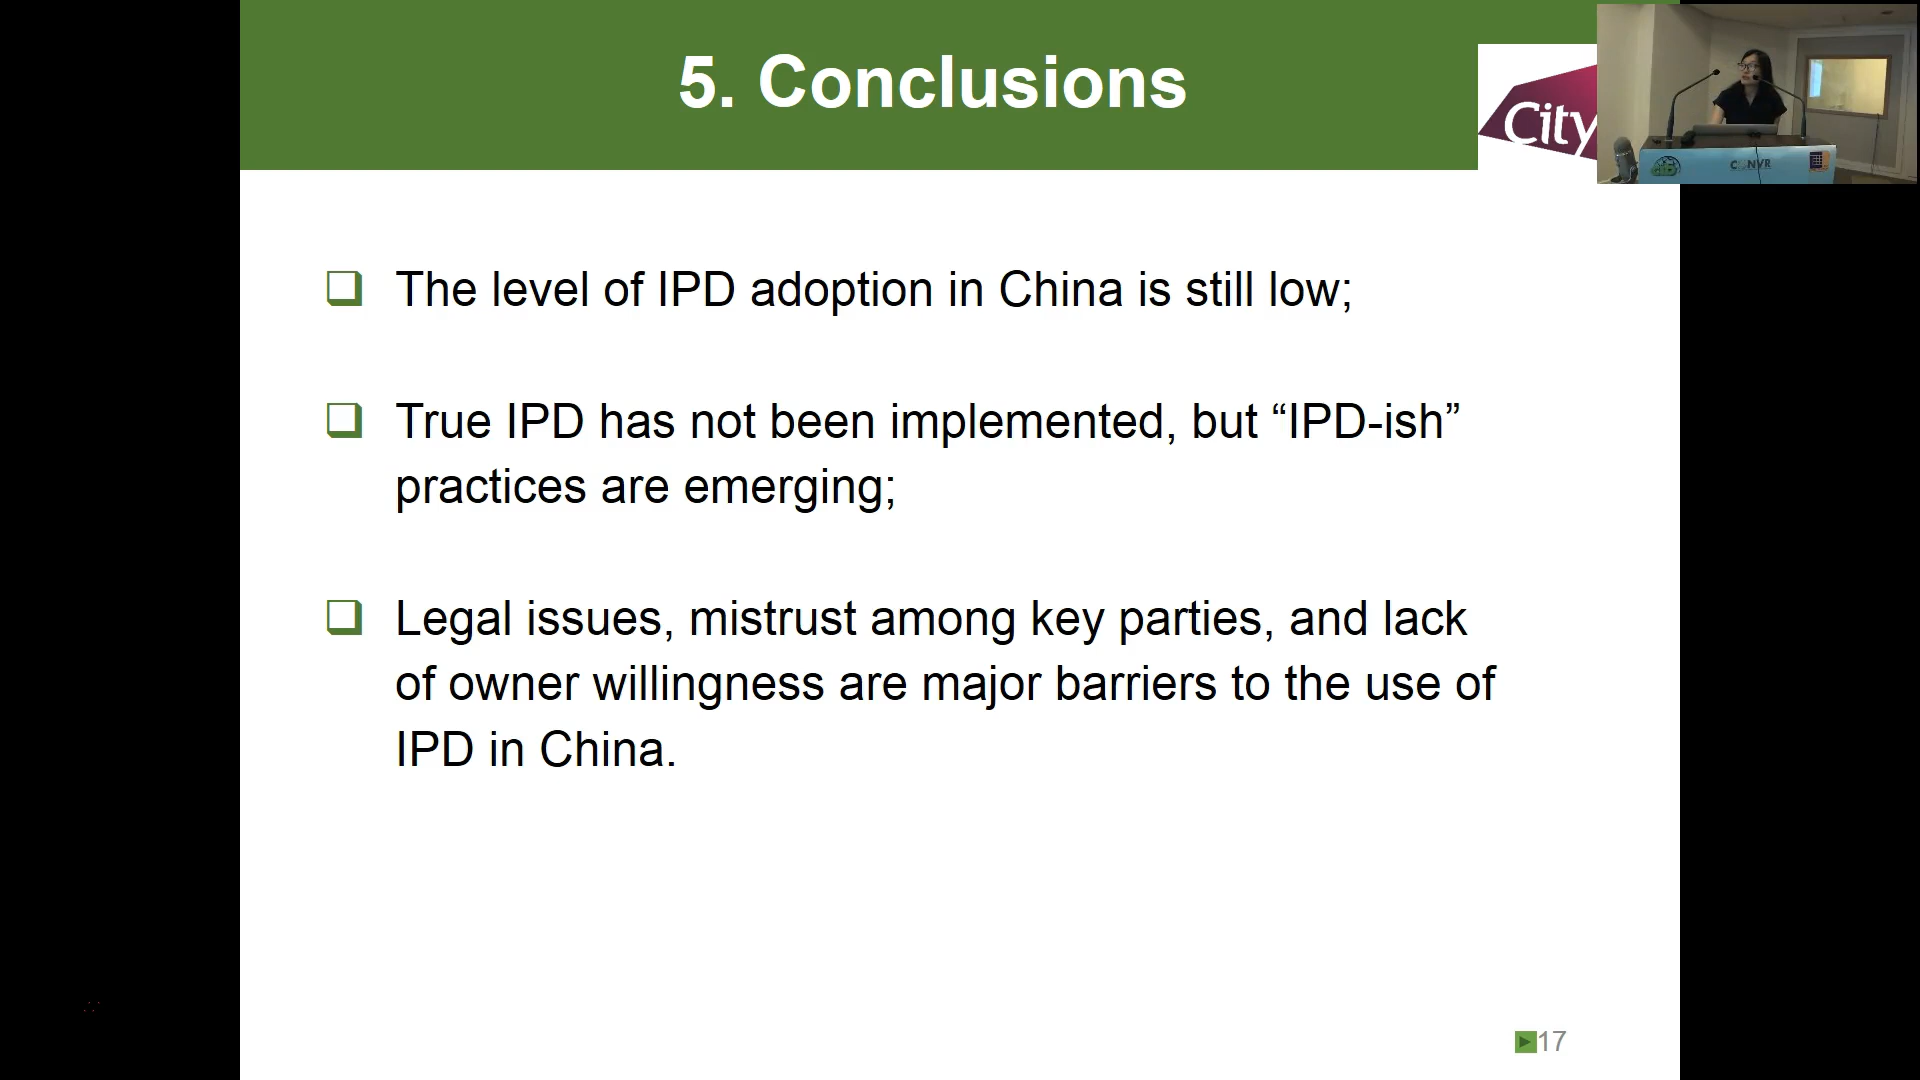 5. Conclusions
City
CONVR
The level of IPD adoption in China is still low;
True IPD has not been implemented, but “IPD-ish”
practices are emerging;
Legal issues, mistrust among key parties, and lack
of owner willingness are major barriers to the use of
IPD in China.
17